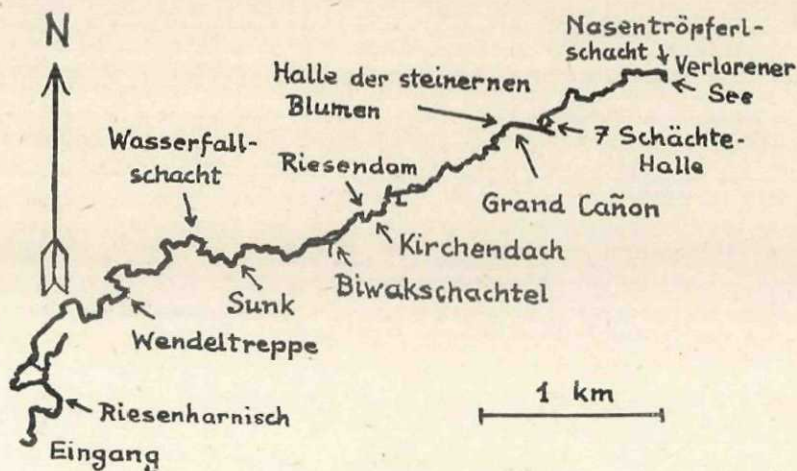 N
Nasentröpferl-
schacht
Verlorener
See
Halle der steinernen
Blumen
7 Schächte-
Halle
Wasserfall-
schacht
Riesendom
Grand Cañon
Kirchendach
Biwakschachtel
Sunk
Wendeltreppe
1 km
Riesenharnisch
Eingang